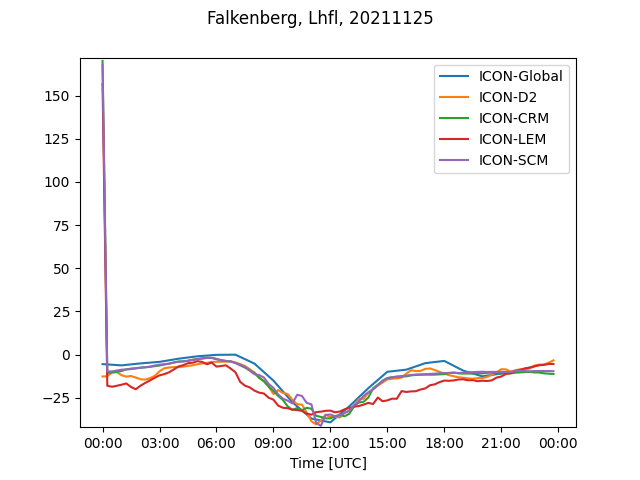 Falkenberg, Lhfl, 20211125
ICON-Global
ICON-D2
ICON-CRM
ICON-LEM
ICON-SCM
150
125
100
75
50
25
0
−25
00:00 03:00 06:00 09:00 12:00 15:00 18:00 21:00 00:00
Time [UTC]